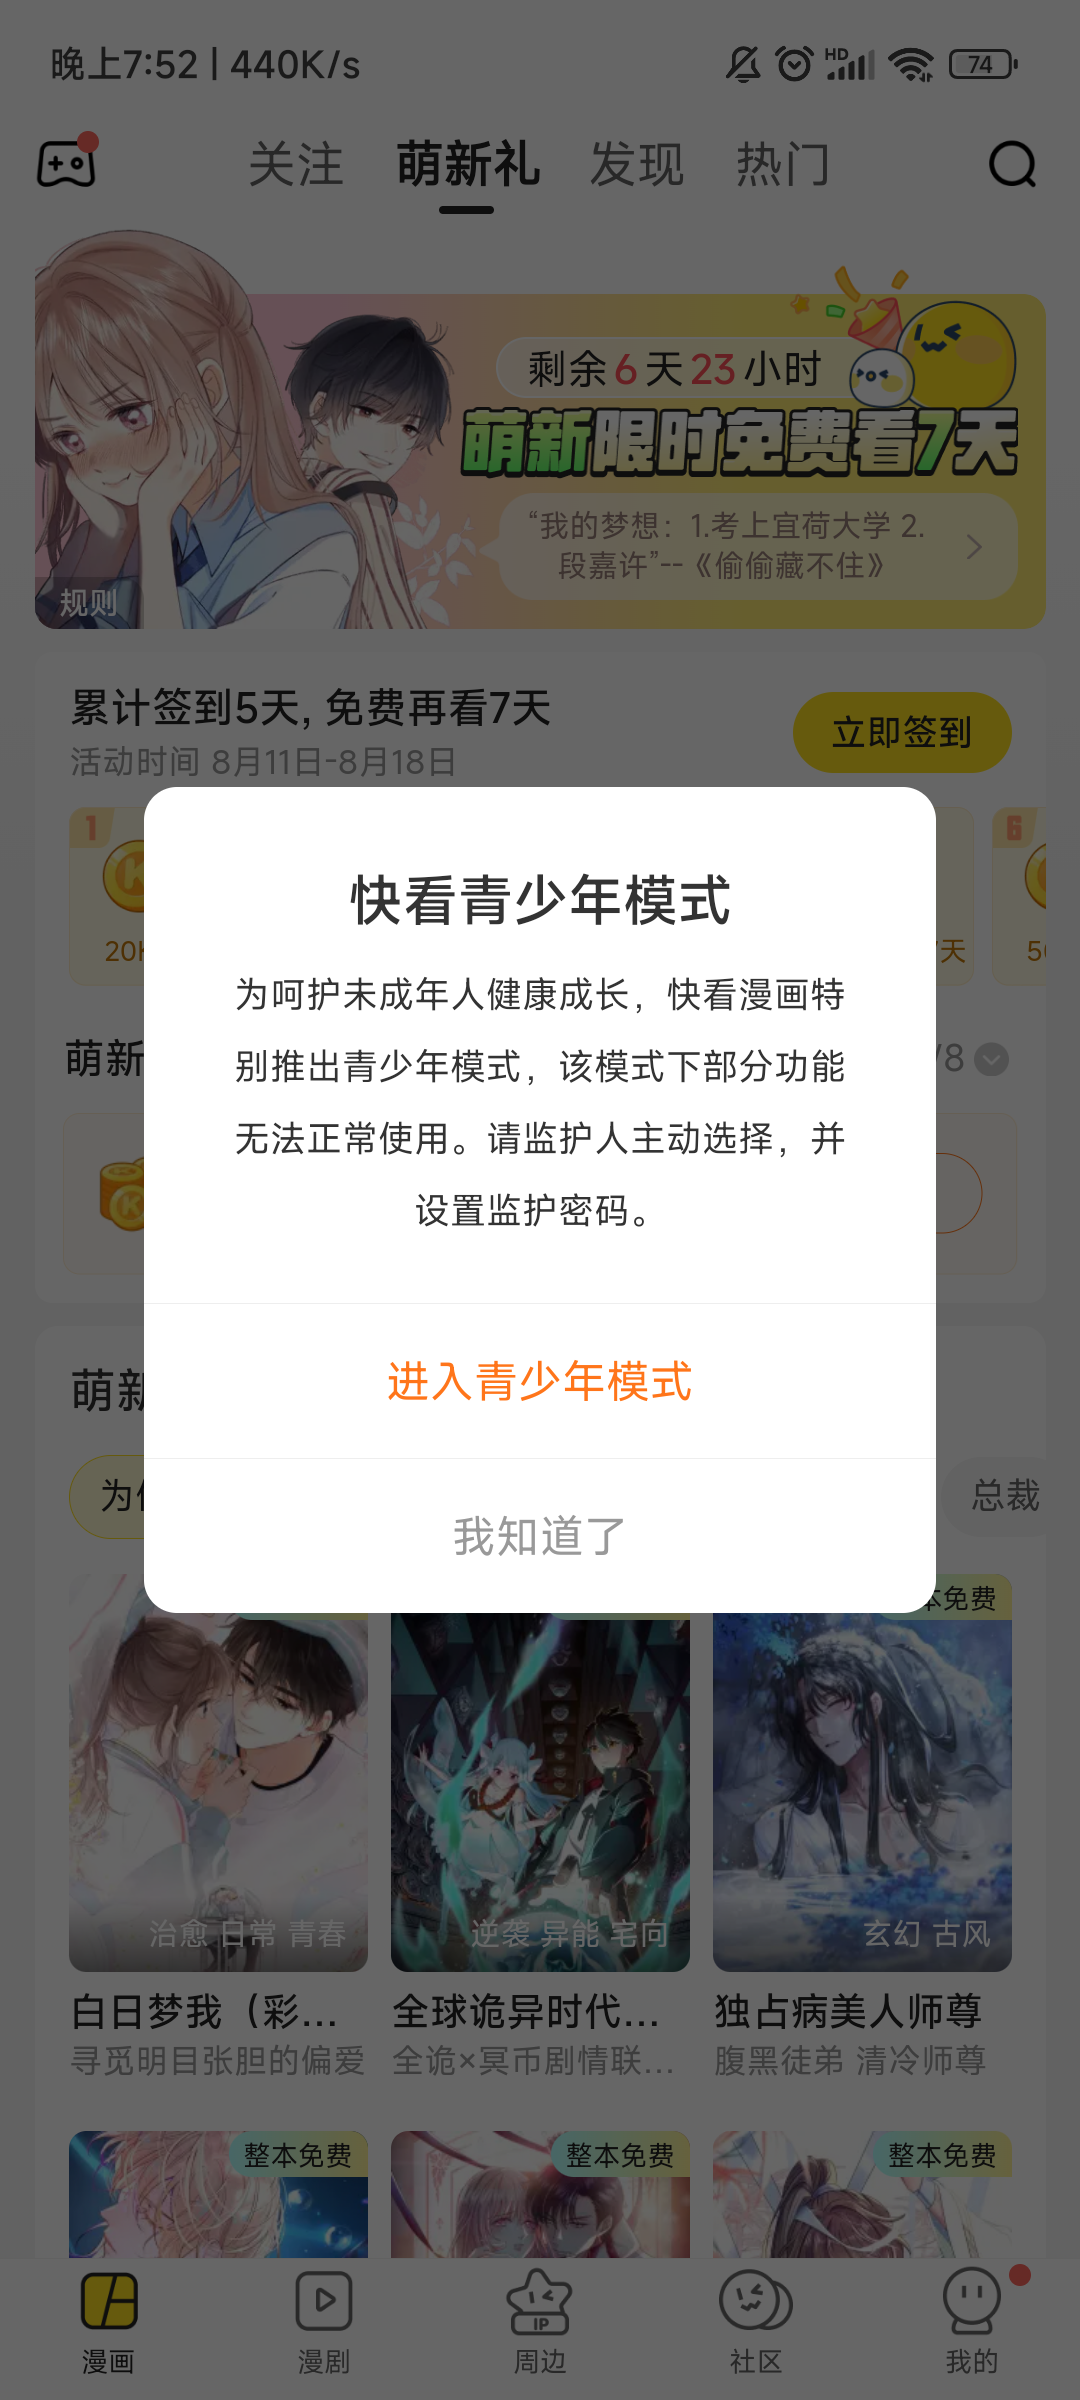 晚上7:52 | 440K/s
HD
74
关注 萌新礼 发现 热门
剩余6天23小时
萌新限时免费看7天
“我的梦想：1.考上宜荷大学 2.
段嘉许”--《偷偷藏不住》
规则
累计签到5天, 免费再看7天
活动时间 8月11日-8月18日
立即签到
1
6
20
天
萌新
/8
快看青少年模式
为呵护未成年人健康成长，快看漫画特
别推出青少年模式，该模式下部分功能
无法正常使用。请监护人主动选择，并
设置监护密码。
进入青少年模式
我知道了
萌新
为
总裁
本免费
治愈 日常 青春
逆袭 异能 宅向
玄幻 古风
白日梦我（彩...
全球诡异时代...
独占病美人师尊
寻觅明目张胆的偏爱
全诡×冥币剧情联...
腹黑徒弟 清冷师尊
整本免费
整本免费
整本免费
IP
漫画
漫剧
周边
社区
我的